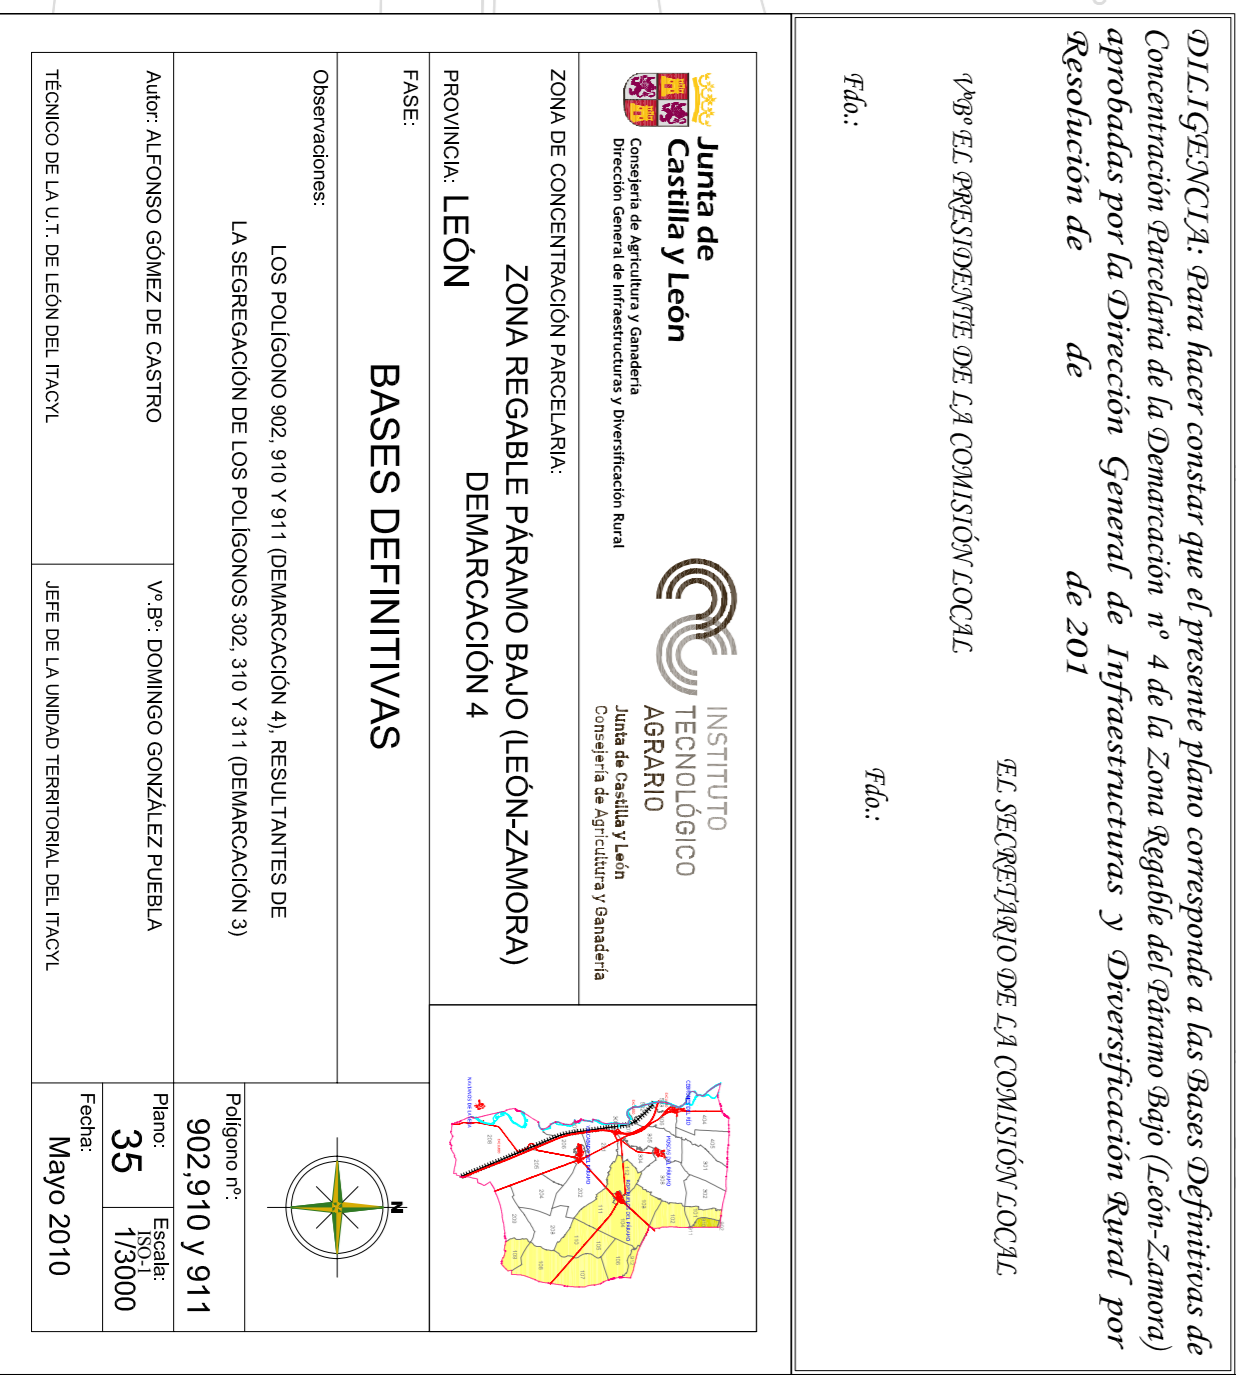 DILIGENCIA: Para hacer constar que el presente plano corresponde a las Bases Definitivas de
Concentración Parcelaria de la Demarcación nº 4 de la Zona Regable del Páramo Bajo (León-Zamora)
aprobadas por la Dirección General de Infraestructuras y Diversificación Rural por
Resolución de de de 201
EL SECRETARIO DE LA COMISIÓN LOCAL
VºBº EL PRESIDENTE DE LA COMISIÓN LOCAL
Fdo.:
Fdo.:
Junta de
Castilla y León
Consejería de Agricultura y Ganadería
Dirección General de Infraestructuras y Diversificación Rural
INSTITUTO
TECNOLÓGICO
AGRARIO
Junta de Castilla y León
Consejería de Agricultura y Ganadería
ZONA DE CONCENTRACIÓN PARCELARIA:
ZONA REGABLE PÁRAMO BAJO (LEÓN-ZAMORA)
DEMARCACIÓN 4
PROVINCIA: LEÓN
FASE:
BASES DEFINITIVAS
Observaciones:
LOS POLÍGONO 902, 910 Y 911 (DEMARCACIÓN 4), RESULTANTES DE
LA SEGREGACIÓN DE LOS POLÍGONOS 302, 310 Y 311 (DEMARCACIÓN 3)
N
Polígono nº:
902,910 y 911
Autor: ALFONSO GÓMEZ DE CASTRO
Vº.Bº: DOMINGO GONZÁLEZ PUEBLA
TÉCNICO DE LA U.T. DE LEÓN DEL ITACYL
JEFE DE LA UNIDAD TERRITORIAL DEL ITACYL
Plano:
35
Escala:
ISO-1
1/3000
Fecha:
Mayo 2010